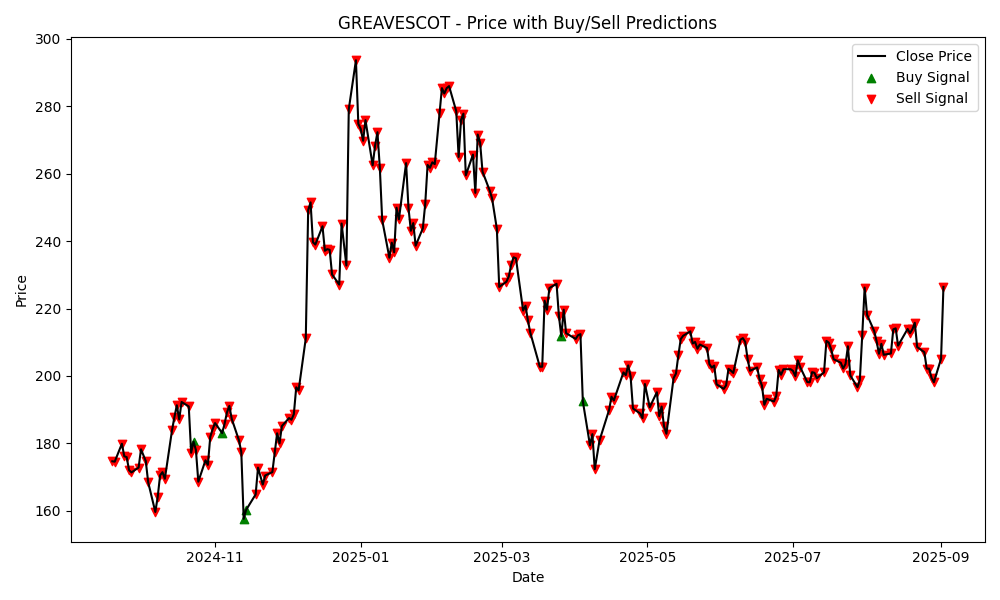 GREAVESCOT - Price with Buy/Sell Predictions
Close Price
Buy Signal
Sell Signal
Price
300
280
260
240
220
200
180
160
2024-11
2025-01
2025-03
2025-05
2025-07
2025-09
Date